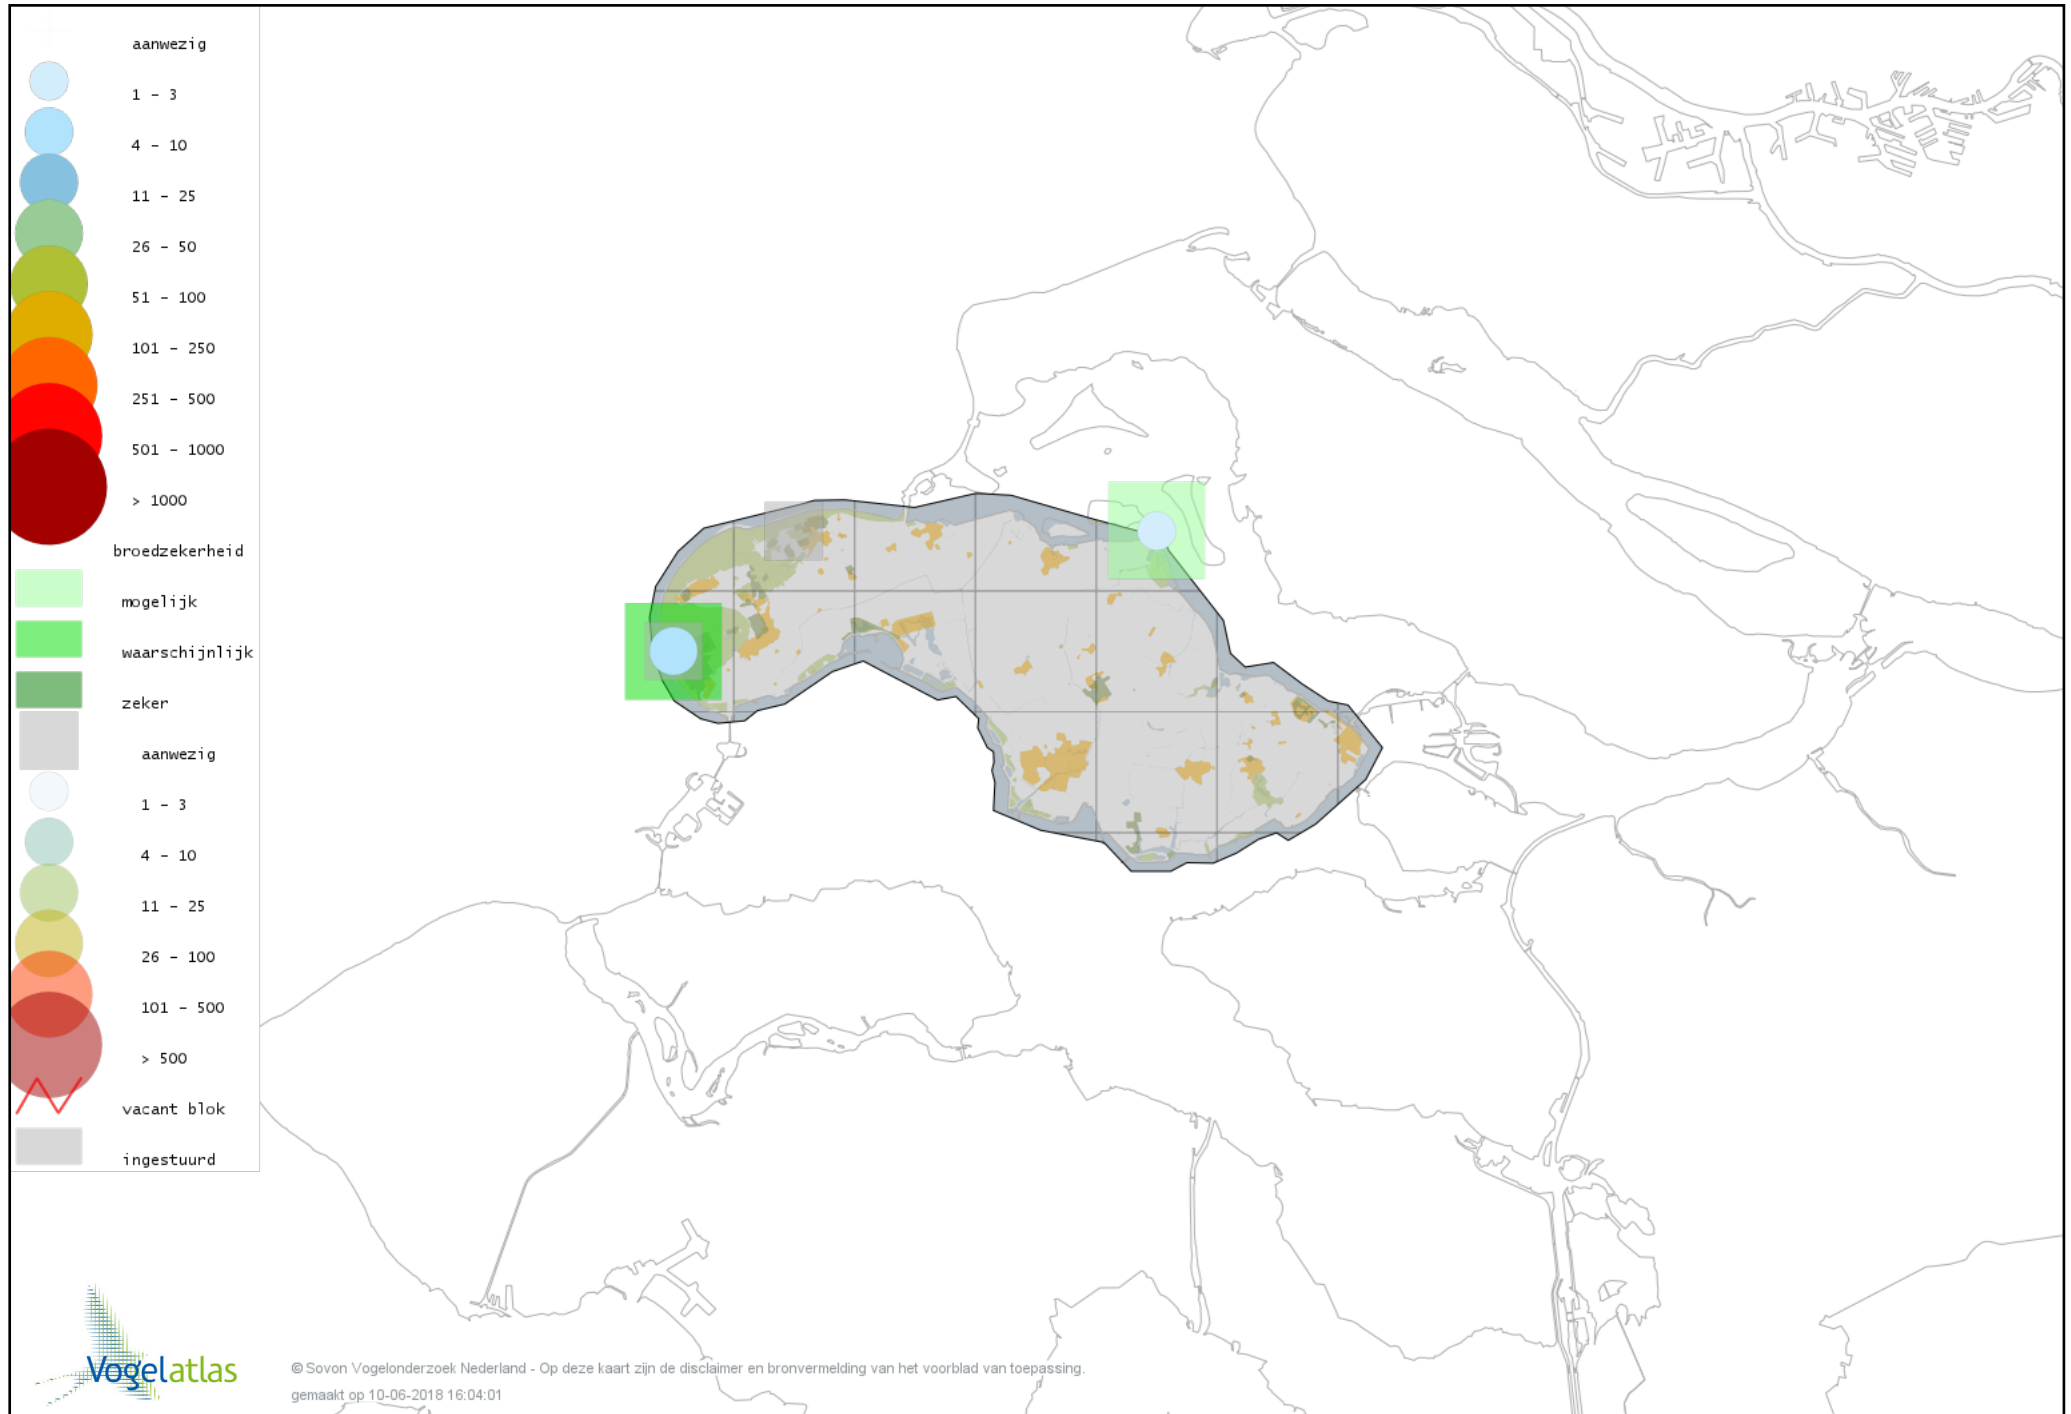 aanwezig
1 - 3
4 - 10
11 - 25
26 - 50
51 - 100
101 - 250
251 - 500
501 - 1000
> 1000
broedzekerheid
mogelijk
waarschijnlijk
zeker
aanwezig
1 - 3
4 - 10
11 - 25
26 - 100
101 - 500
> 500
vacant blok
ingestuurd
Vogelatlas
© Sovon Vogelonderzoek Nederland - Op deze kaart zijn de disclaimer en bronvermelding van het voorblad van toepassing.
gemaakt op 10-06-2018 16:04:01